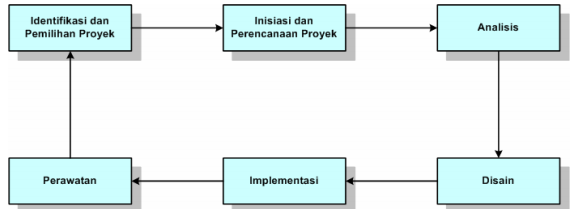 Identifikasi dan
Pemilihan Proyek
Inisiasi dan
Perencanaan Proyek
Analisis
Perawatan
Implementasi
Disain